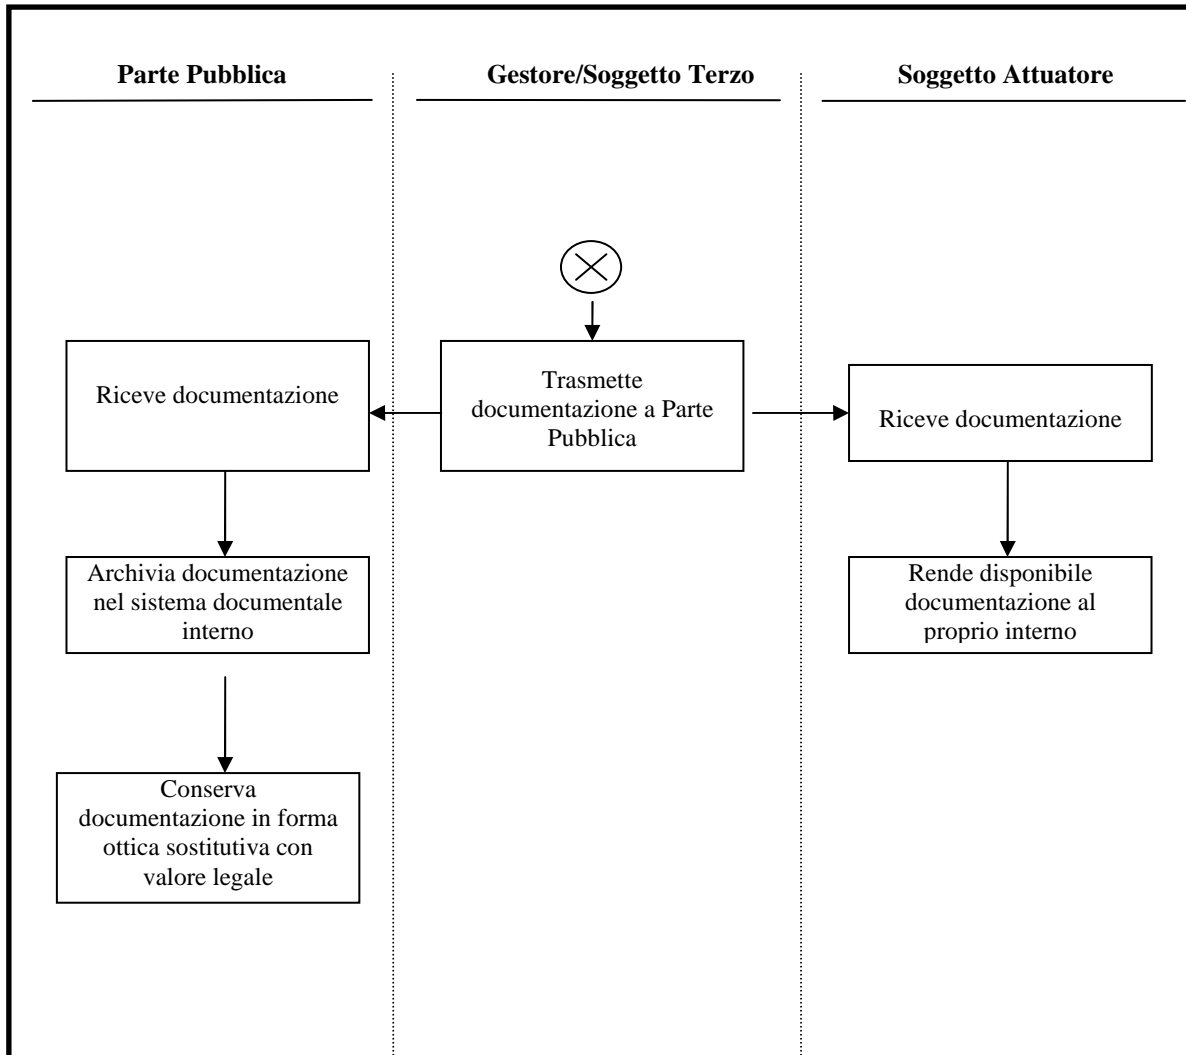 Parte Pubblica
Gestore/Soggetto Terzo
Soggetto Attuatore
Riceve documentazione
Trasmette
documentazione a Parte
Pubblica
Riceve documentazione
Archivia documentazione
nel sistema documentale
interno
Rende disponibile
documentazione al
proprio interno
Conserva
documentazione in forma
ottica sostitutiva con
valore legale